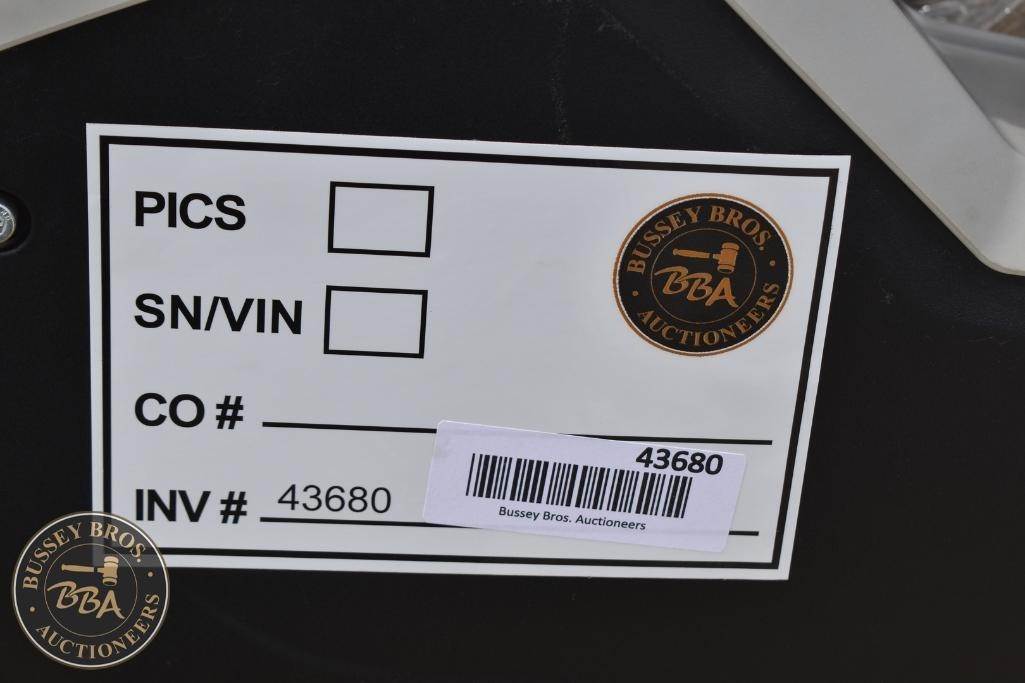 PICS
BUSSEY BROS.
BBA
AUCTIONEERS
SN/VIN
CO #
43680
INV # 43680
Bussey Bros. Auctioneers
BUSSEY BROS.
BBA
AUCTIONEERS